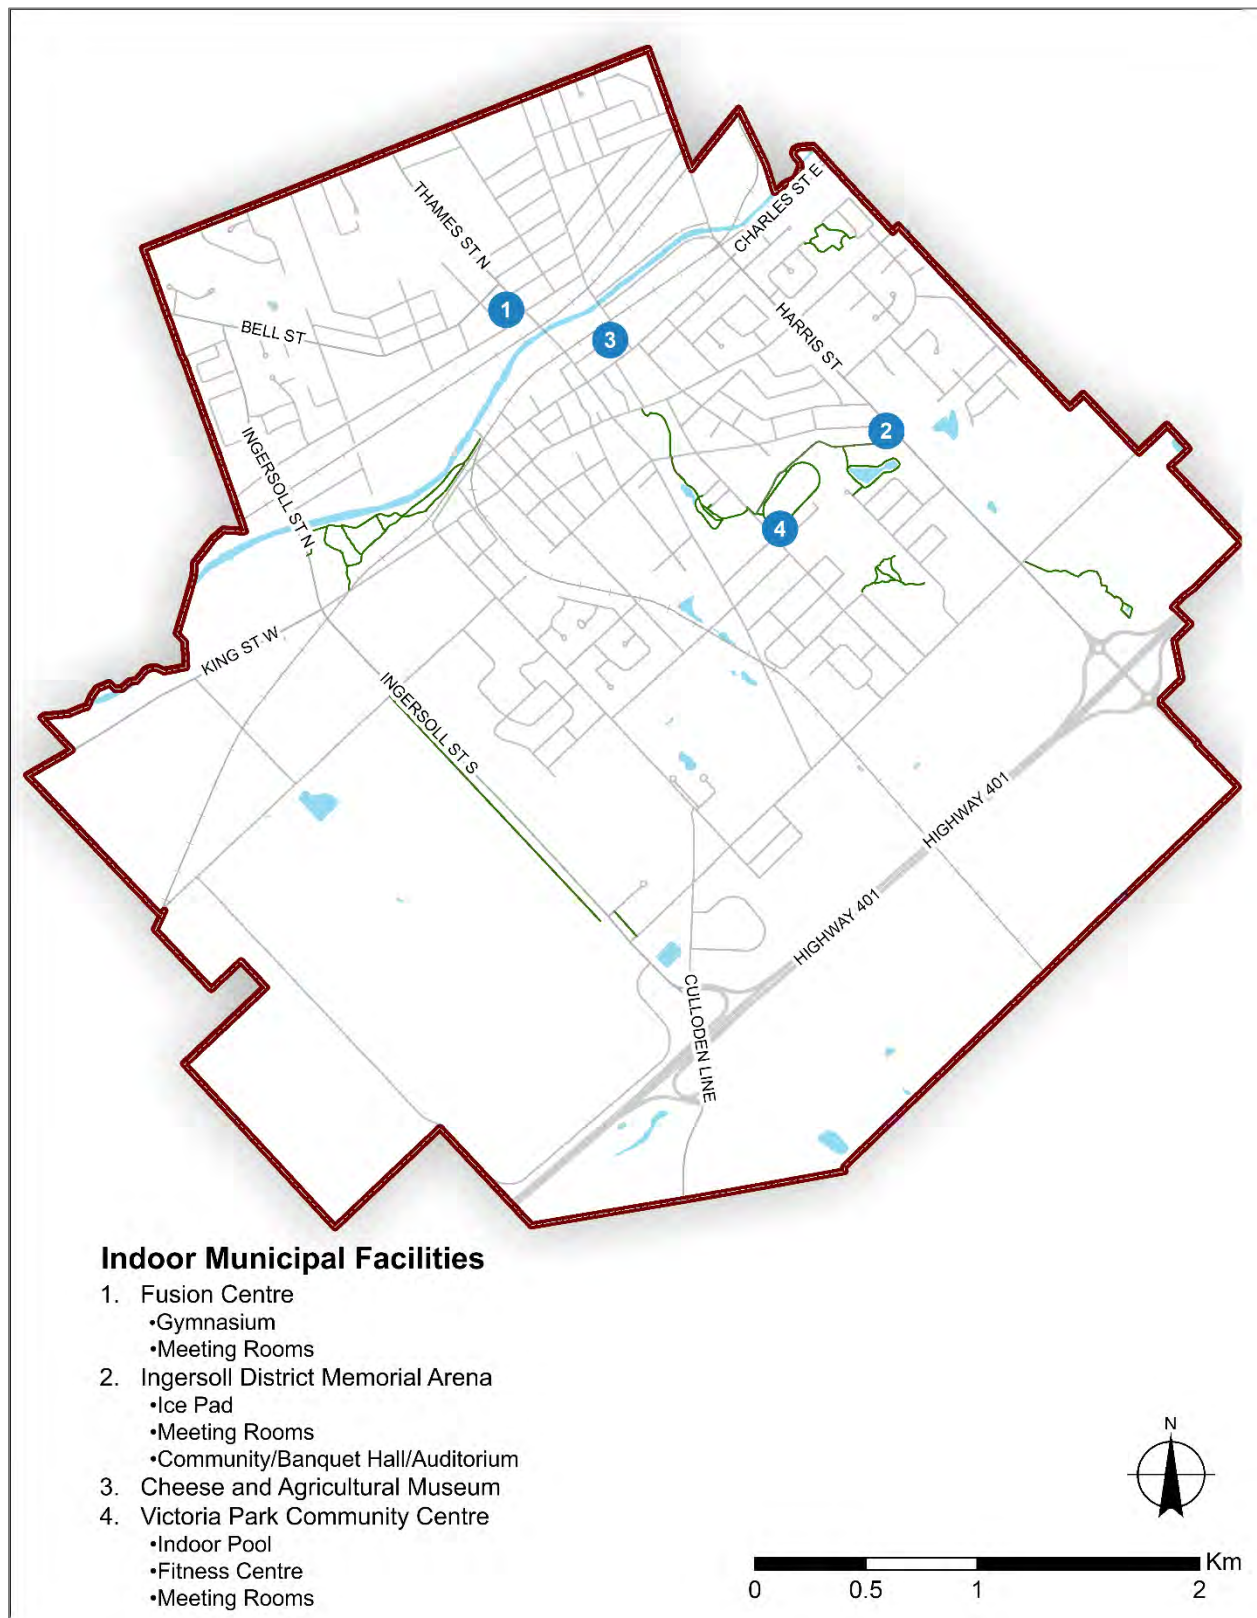 THAMES ST N
CHARLES ST E
BELL ST
HARRIS ST
1
3
2
4
INGERSOLL ST N
KING ST W
INGERSOLL ST S
HIGHWAY 401
HIGHWAY 401
CULLODEN LINE
Indoor Municipal Facilities
1. Fusion Centre
•Gymnasium
•Meeting Rooms
2. Ingersoll District Memorial Arena
•Ice Pad
•Meeting Rooms
•Community/Banquet Hall/Auditorium
3. Cheese and Agricultural Museum
4. Victoria Park Community Centre
•Indoor Pool
•Fitness Centre
•Meeting Rooms
N
Km
0 0.5 1 2